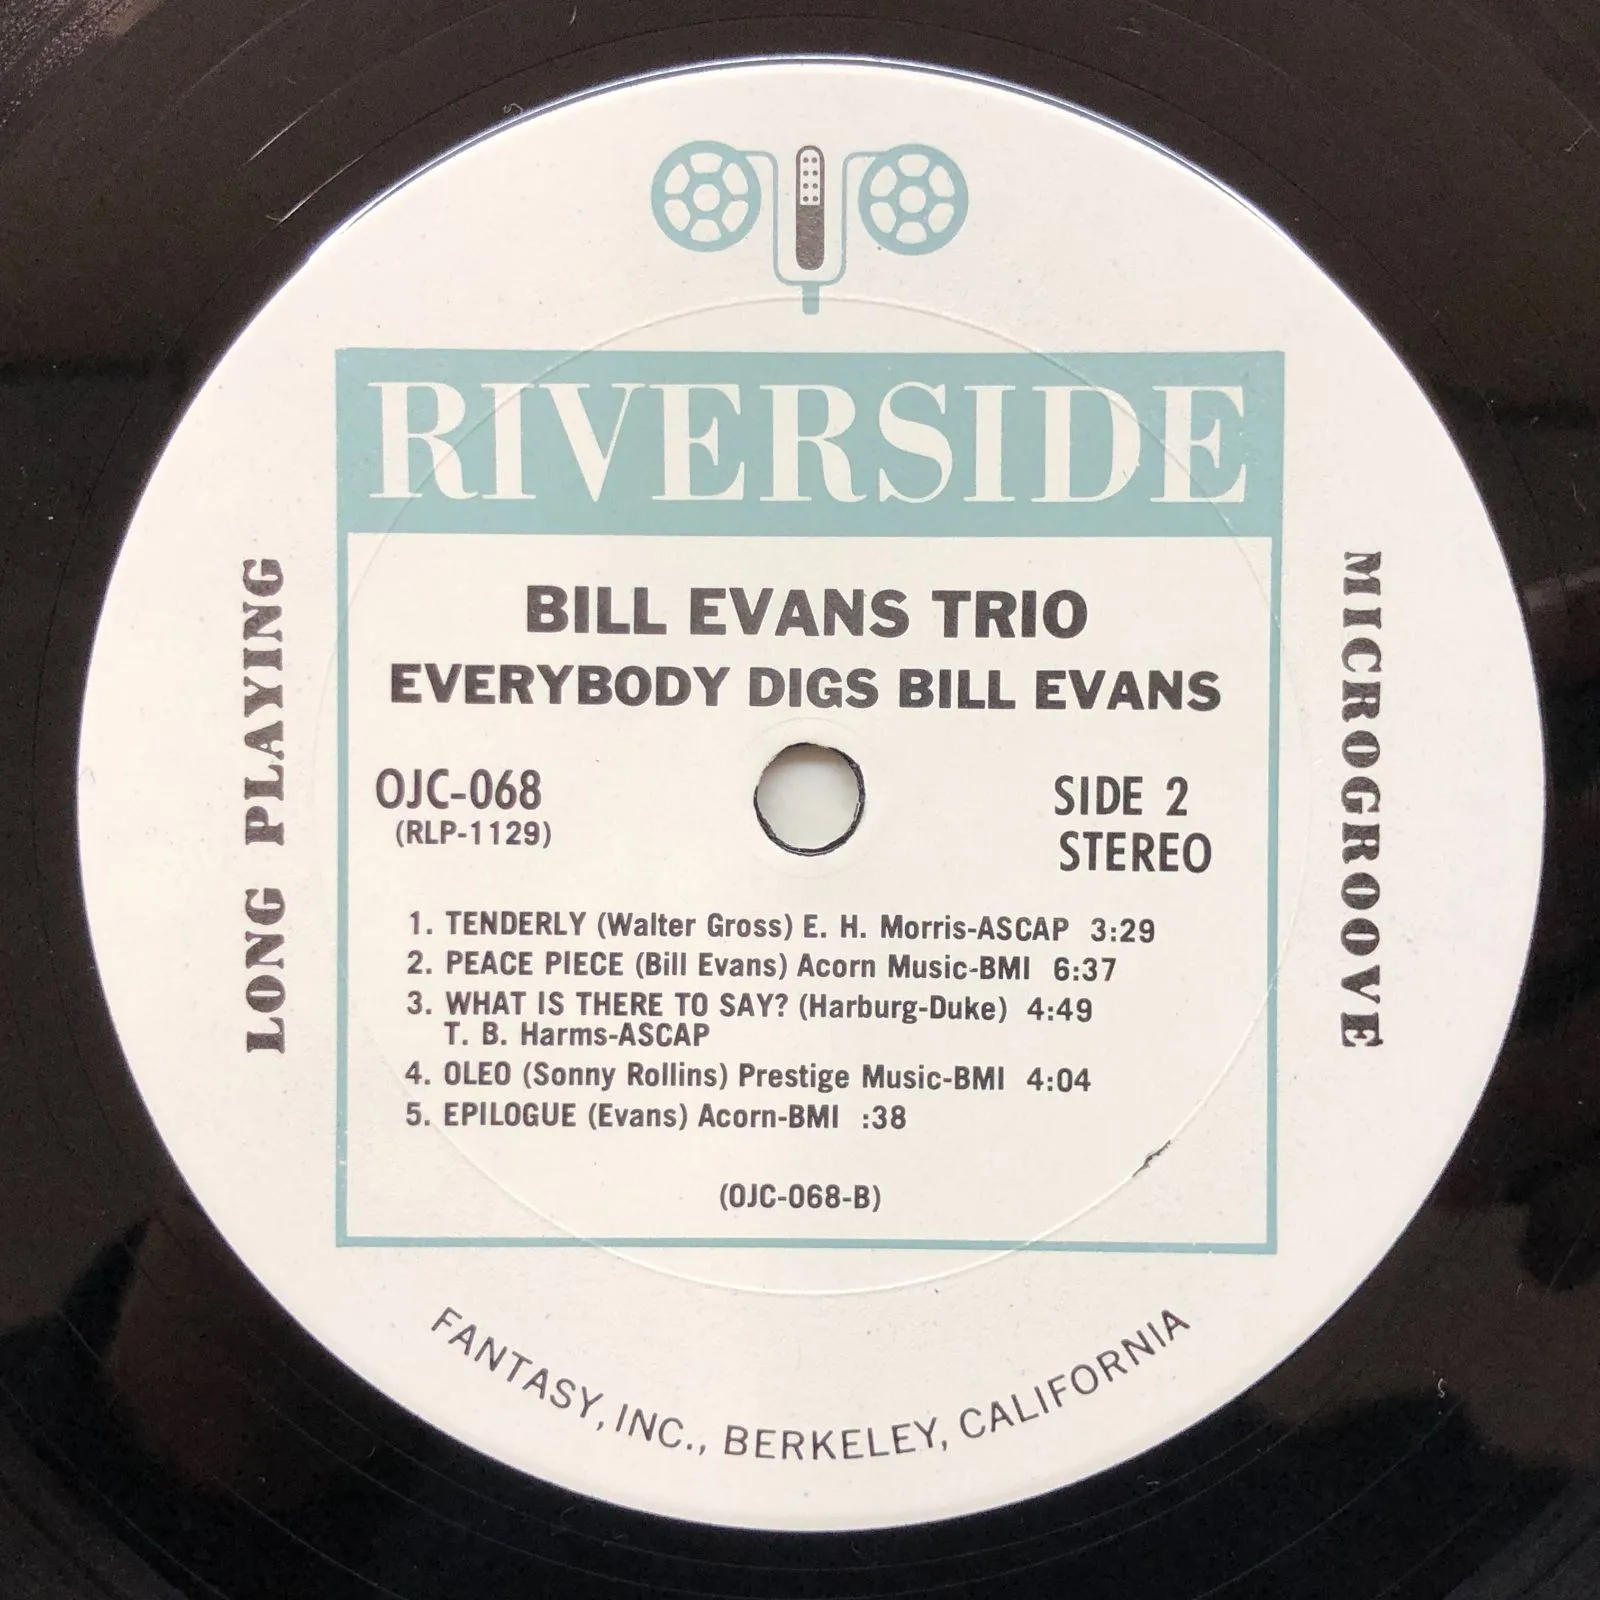 RIVERSIDE
LONG PLAYING
MICROGROOVE
BILL EVANS TRIO
EVERYBODY DIGS BILL EVANS
OJC-068
(RLP-1129)
SIDE 2
STEREO
1. TENDERLY (Walter Gross) E. H. Morris-ASCAP 3:29
2. PEACE PIECE (Bill Evans) Acorn Music-BMI 6:37
3. WHAT IS THERE TO SAY? (Harburg-Duke) 4:49
T. B. Harms-ASCAP
4. OLEO (Sonny Rollins) Prestige Music-BMI 4:04
5. EPILOGUE (Evans) Acorn-BMI :38
(OJC-068-B)
FANTASY, INC., BERKELEY, CALIFORNIA